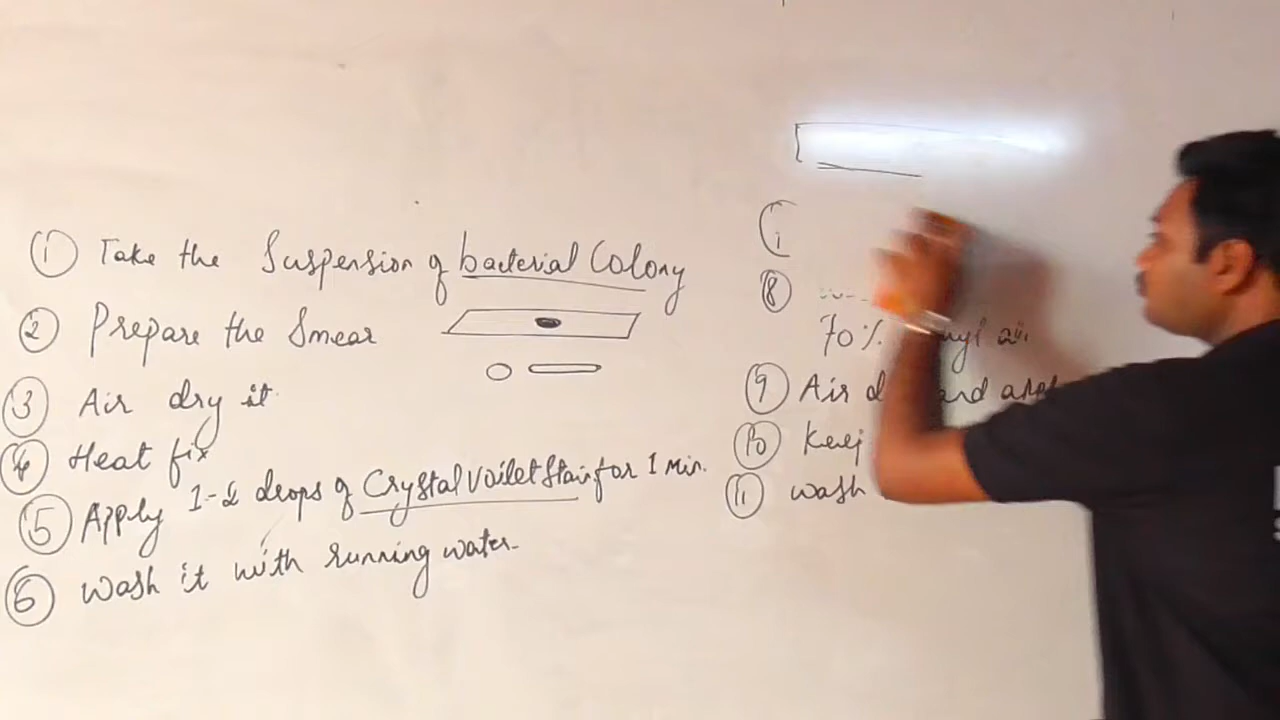 ① Take the Suspension of bacterial Colony
② Prepare the Smear
③ Air dry it
④ Heat fix
⑤ Apply 1-2 drops of Crystal Voilet Stain for 1 Min.
⑥ Wash it with running water.
⑧
70%
⑨ Air and
⑩
⑪ wash